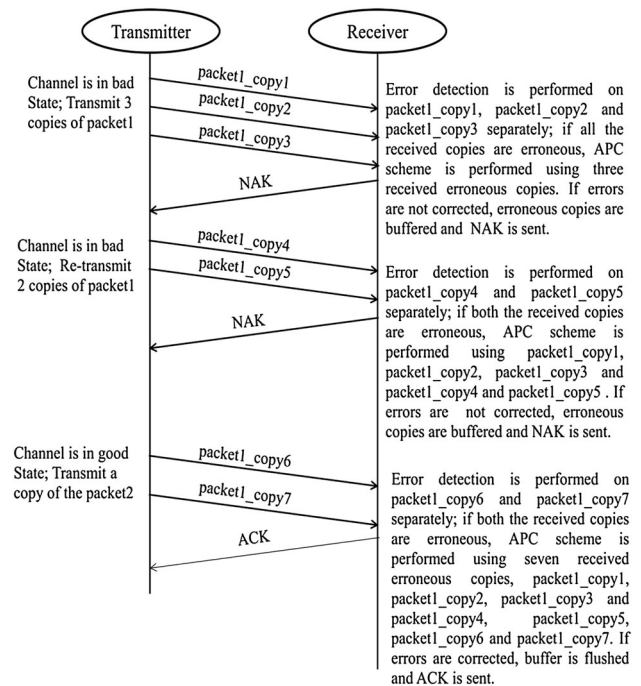 Transmitter
Receiver
Channel is in bad
State; Transmit 3
copies of packet1
packet1_copy1
packet1_copy2
packet1_copy3
NAK
Error detection is performed on
packet1_copy1, packet1_copy2 and
packet1_copy3 separately; if all the
received copies are erroneous, APC
scheme is performed using three
received erroneous copies. If errors
are not corrected, erroneous copies are
buffered and NAK is sent.
Channel is in bad
State; Re-transmit
2 copies of packet1
packet1_copy4
packet1_copy5
NAK
Error detection is performed on
packet1_copy4 and packet1_copy5
separately; if both the received copies
are erroneous, APC scheme is
performed using packet1_copy1,
packet1_copy2, packet1_copy3 and
packet1_copy4 and packet1_copy5 . If
errors are not corrected, erroneous
copies are buffered and NAK is sent.
Channel is in good
State; Transmit a
copy of the packet2
packet1_copy6
packet1_copy7
ACK
Error detection is performed on
packet1_copy6 and packet1_copy7
separately; if both the received copies
are erroneous, APC scheme is
performed using seven received
erroneous copies, packet1_copy1,
packet1_copy2, packet1_copy3 and
packet1_copy4, packet1_copy5,
packet1_copy6 and packet1_copy7. If
errors are corrected, buffer is flushed
and ACK is sent.